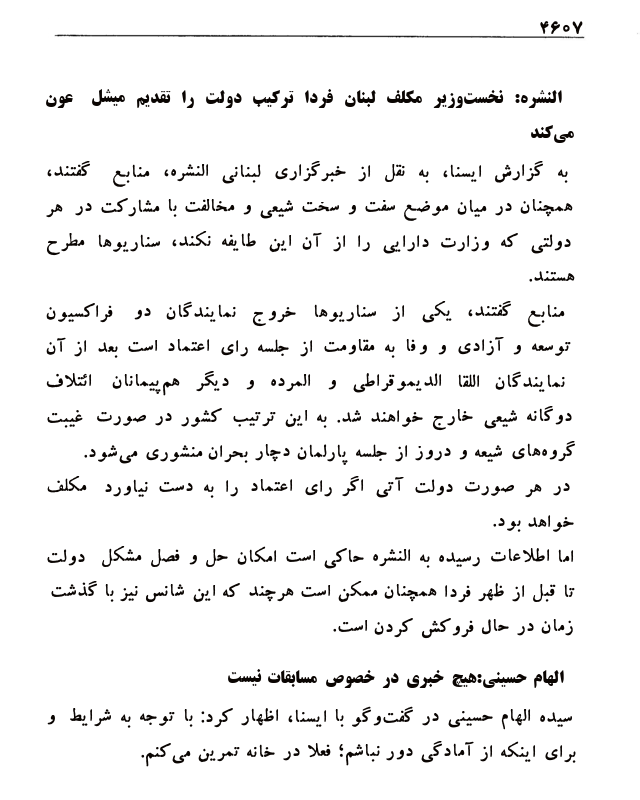 ۴۶۰۷
النشره: نخست‌وزیر مکلف لبنان فردا ترکیب دولت را تقدیم میشل عون
می‌کند
به گزارش ایسنا، به نقل از خبرگزاری لبنانی النشره، منابع گفتند،
همچنان در میان موضع سفت و سخت شیعی و مخالفت با مشارکت در هر
دولتی که وزارت دارایی را از آن این طایفه نکند، سناریوها مطرح
هستند.
منابع گفتند، یکی از سناریوها خروج نمایندگان دو فراکسیون
توسعه و آزادی و وفا به مقاومت از جلسه رای اعتماد است بعد از آن
نمایندگان اللقا الدیموقراطی و المرده و دیگر هم‌پیمانان ائتلاف
دوگانه شیعی خارج خواهند شد. به این ترتیب کشور در صورت غیبت
گروه‌های شیعه و دروز از جلسه پارلمان دچار بحران منشوری می‌شود.
در هر صورت دولت آتی اگر رای اعتماد را به دست نیاورد مکلف
خواهد بود.
اما اطلاعات رسیده به النشره حاکی است امکان حل و فصل مشکل دولت
تا قبل از ظهر فردا همچنان ممکن است هرچند که این شانس نیز با گذشت
زمان در حال فروکش کردن است.
الهام حسینی:هیچ خبری در خصوص مسابقات نیست
سیده الهام حسینی در گفت‌وگو با ایسنا، اظهار کرد: با توجه به شرایط و
برای اینکه از آمادگی دور نباشم؛ فعلا در خانه تمرین می‌کنم.